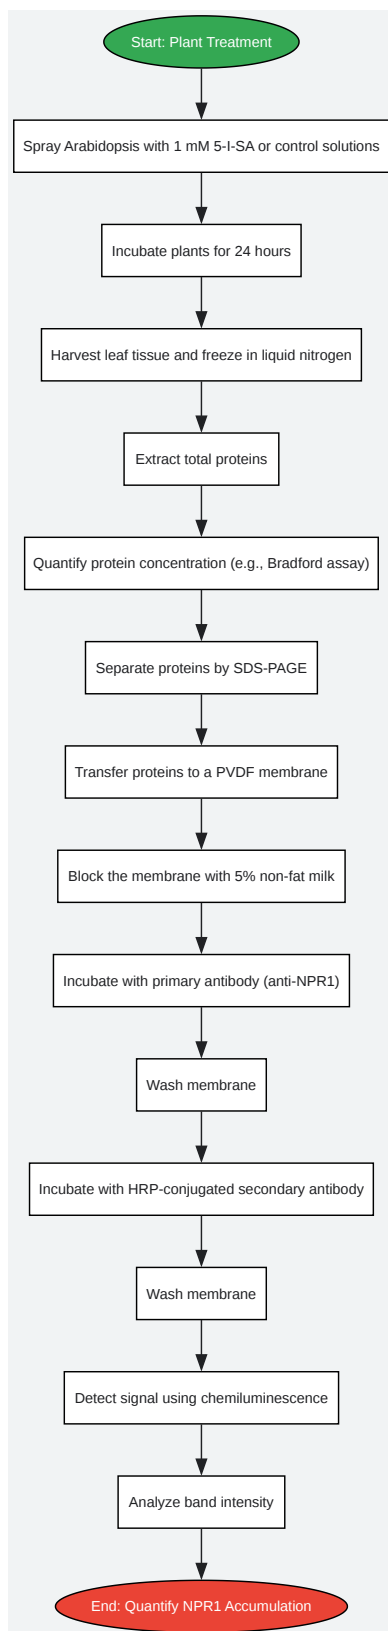 Start: Plant Treatment
Spray Arabidopsis with 1 mM 5-I-SA or control solutions
Incubate plants for 24 hours
Harvest leaf tissue and freeze in liquid nitrogen
Extract total proteins
Quantify protein concentration (e.g., Bradford assay)
Separate proteins by SDS-PAGE
Transfer proteins to a PVDF membrane
Block the membrane with 5% non-fat milk
Incubate with primary antibody (anti-NPR1)
Wash membrane
Incubate with HRP-conjugated secondary antibody
Wash membrane
Detect signal using chemiluminescence
Analyze band intensity
End: Quantify NPR1 Accumulation